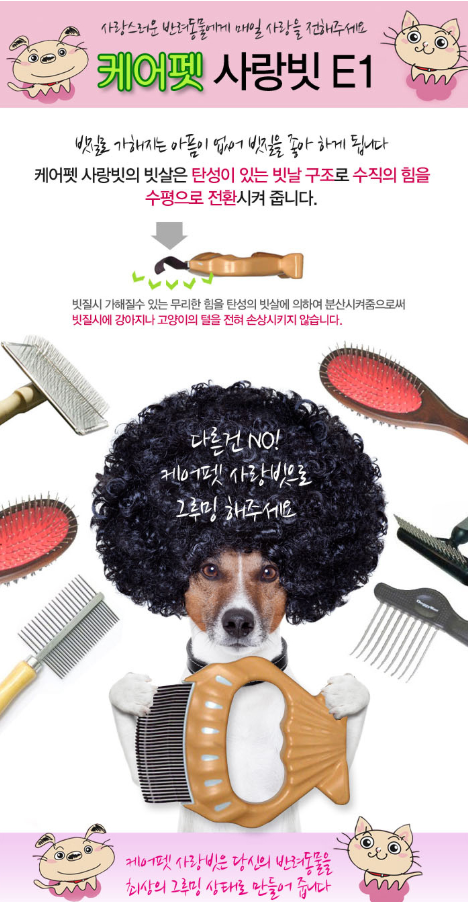 사랑스러운 반려동물에게 매일 사랑을 전해주세요
케어펫 사랑빗 E1
빗질로 가해지는 아픔이 없어 빗질을 좋아 하게 됩니다
케어펫 사랑빗의 빗살은 탄성이 있는 빗날 구조로 수직의 힘을
수평으로 전환시켜 줍니다.
빗질시 가해질수 있는 무리한 힘을 탄성의 빗살에 의하여 분산시켜줌으로써
빗질시에 강아지나 고양이의 털을 전혀 손상시키지 않습니다.
다른건 NO!
케어펫 사랑빗으로
그루밍 해주세요
케어펫 사랑빗은 당신의 반려동물을
최상의 그루밍 상태로 만들어 줍니다